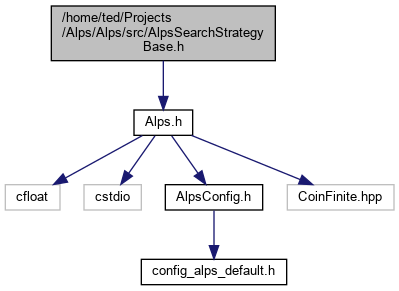 /home/ted/Projects
/Alps/Alps/src/AlpsSearchStrategy
Base.h
Alps.h
cfloat
cstdio
AlpsConfig.h
CoinFinite.hpp
config_alps_default.h